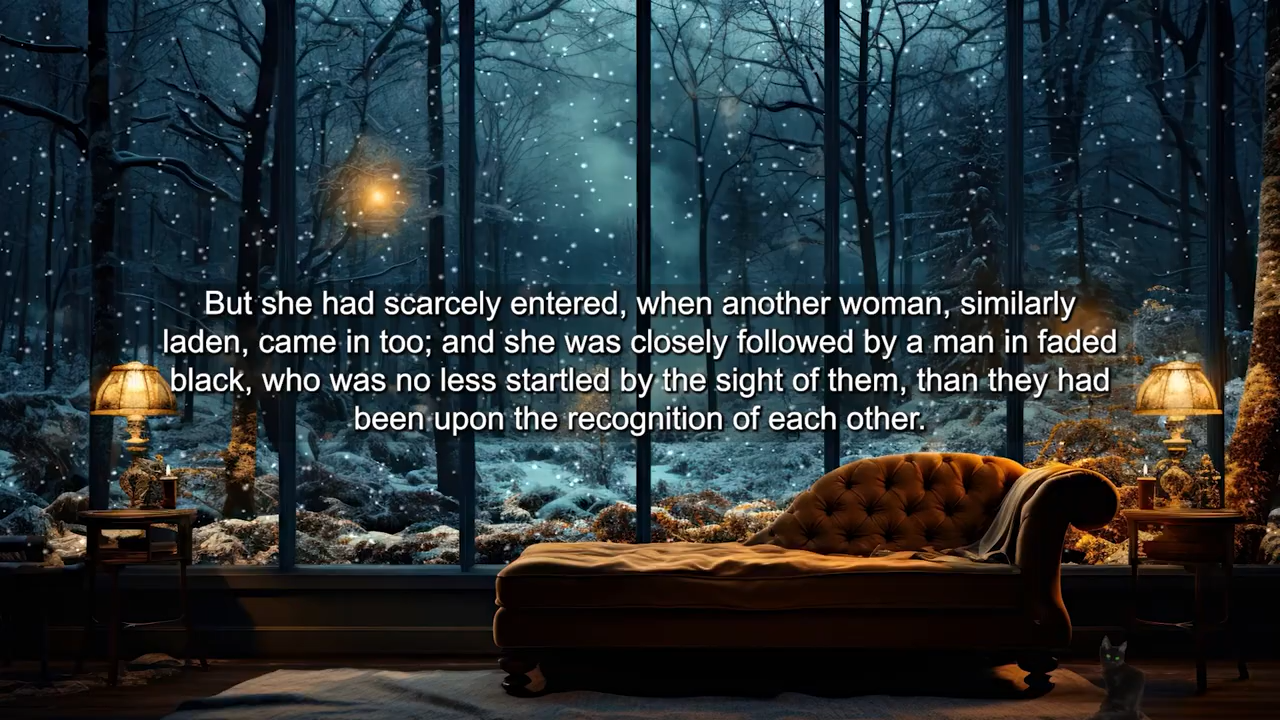 But she had scarcely entered, when another woman, similarly
laden, came in too; and she was closely followed by a man in faded
black, who was no less startled by the sight of them, than they had
been upon the recognition of each other.